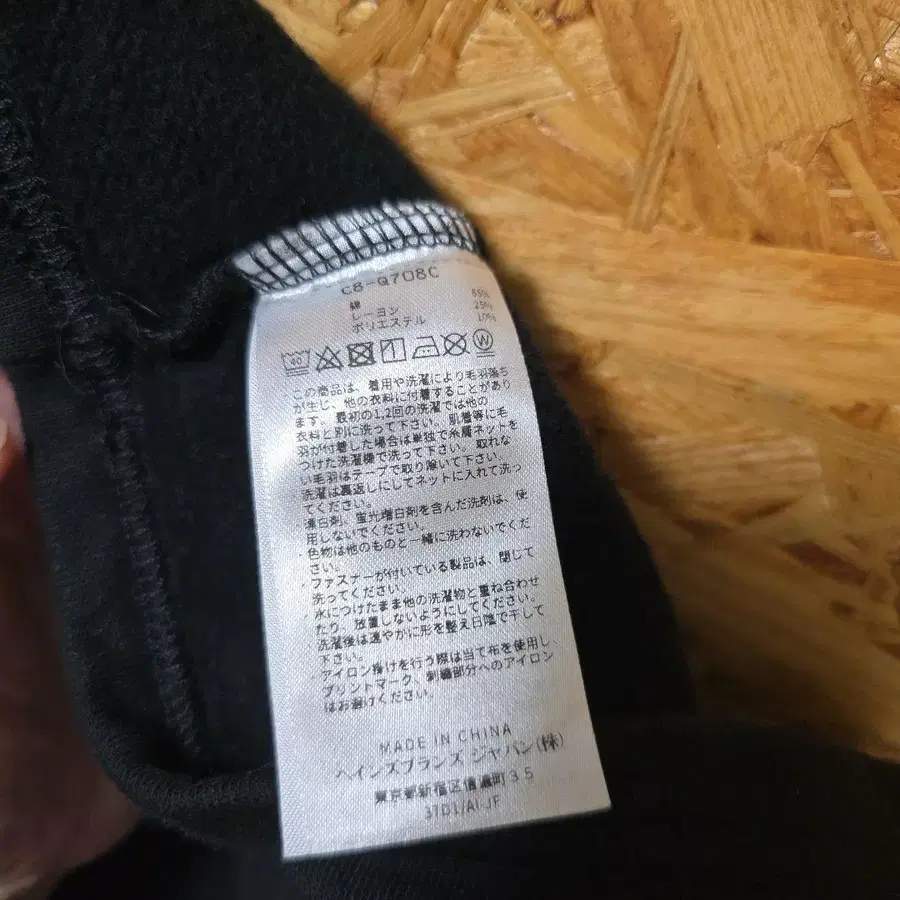 C8-Q708C
綿 65%
レーヨン 25%
ポリエステル 10%
40 W
この商品は、着用や洗濯により毛羽落ち
が生じ、他の衣料に付着することがあり
ます。最初の1,2回の洗濯では他の
衣料と別に洗って下さい。肌着等に毛
羽が付着した場合は単独で糸屑ネットを
つけた洗濯機で洗って下さい。取れな
い毛羽はテープで取り除いて下さい。
洗濯は裏返しにしてネットに入れて洗っ
てください。
漂白剤、蛍光増白剤を含んだ洗剤は、使
用しないでください。
・色物は他のものと一緒に洗わないでくだ
さい。
・ファスナーが付いている製品は、閉じて
洗ってください。
・水につけたまま他の洗濯物と重ね合わせ
たり、放置しないようにしてください。
洗濯後は速やかに形を整え日陰で干して
下さい。
・アイロン掛けを行う際は当て布を使用し、
プリントマーク、刺繍部分へのアイロン
はお避けください。
MADE IN CHINA
ヘインズブランズ ジャパン(株)
東京都新宿区信濃町35
37D1/AI-JF